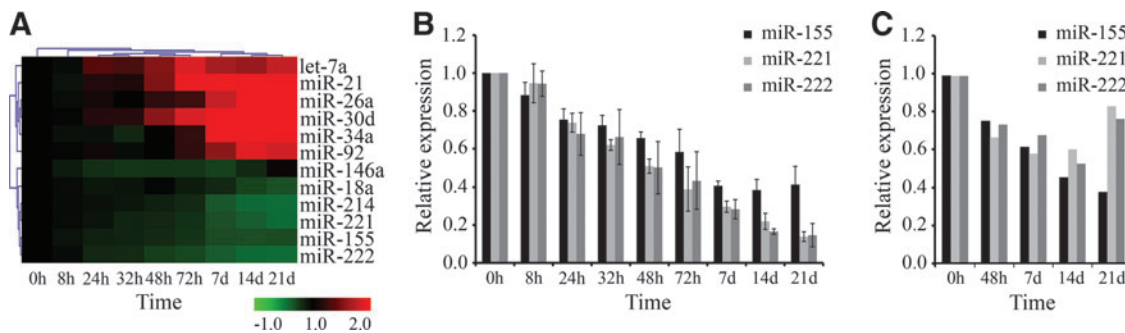 A
let-7a
miR-21
miR-26a
miR-30d
miR-34a
miR-92
miR-146a
miR-18a
miR-214
miR-221
miR-155
miR-222
0h 8h 24h 32h 48h 72h 7d 14d 21d
Time
-1.0 1.0 2.0
B
Relative expression
1.2
1.0
0.8
0.6
0.4
0.2
0.0
miR-155
miR-221
miR-222
0h 8h 24h 32h 48h 72h 7d 14d 21d
Time
C
Relative expression
1.2
1.0
0.8
0.6
0.4
0.2
0.0
miR-155
miR-221
miR-222
0h 48h 7d 14d 21d
Time